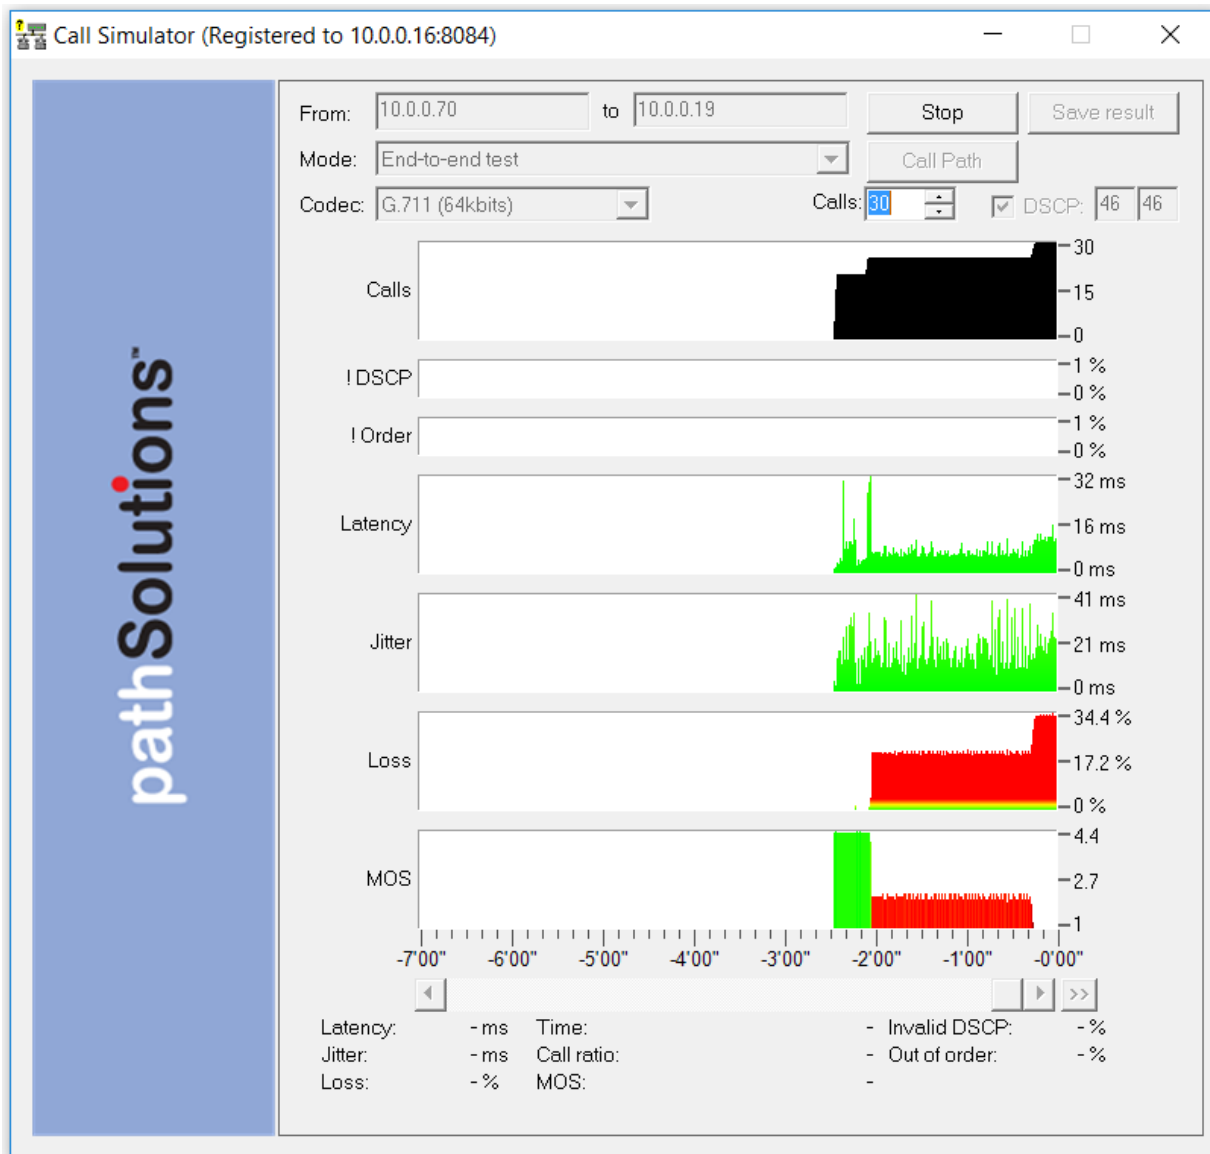 Call Simulator (Registered to 10.0.0.16:8084)
pathSolutions™
From: 10.0.0.70 to 10.0.0.19 Stop Save result
Mode: End-to-end test Call Path
Codec: G.711 (64kbits) Calls: 30 DSCP: 46 46
Calls 30
15
0
! DSCP 1 %
0 %
! Order 1 %
0 %
Latency 32 ms
16 ms
0 ms
Jitter 41 ms
21 ms
0 ms
Loss 34.4 %
17.2 %
0 %
MOS 4.4
2.7
1
-7'00" -6'00" -5'00" -4'00" -3'00" -2'00" -1'00" -0'00"
>>
Latency: - ms Time: - Invalid DSCP: - %
Jitter: - ms Call ratio: - Out of order: - %
Loss: - % MOS: -